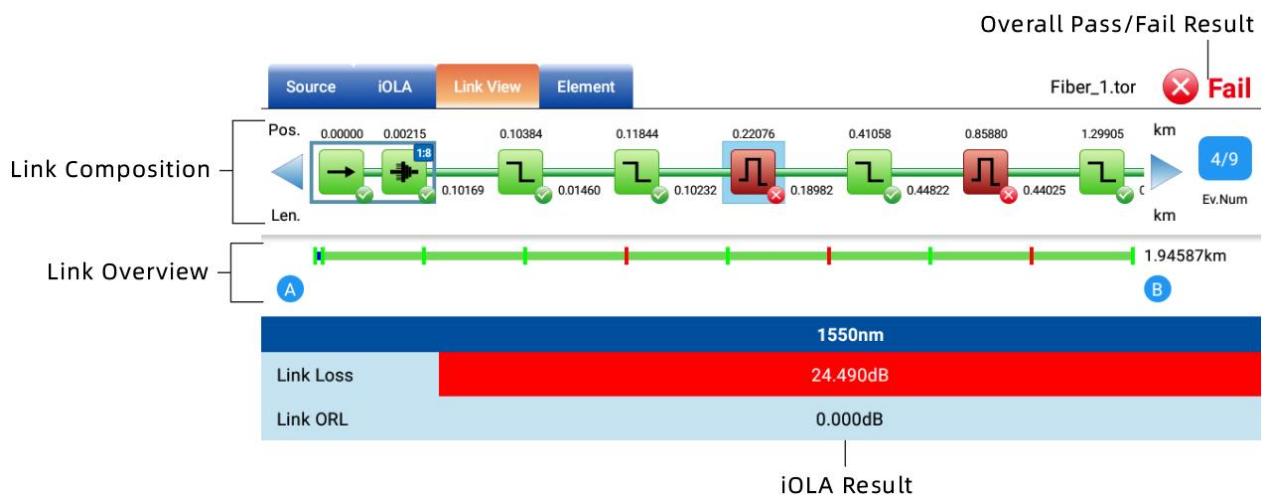 Overall Pass/Fail Result
Source iOLA Link View Element Fiber_1.tor Fail
Link Composition
Pos. 0.00000 0.00215 0.10384 0.11844 0.22076 0.41058 0.85880 1.29905 km
1:8
4/9
0.10169 0.01460 0.10232 0.18982 0.44822 0.44025
Ev.Num
Len. km
Link Overview
1.94587km
A B
1550nm
Link Loss 24.490dB
Link ORL 0.000dB
iOLA Result